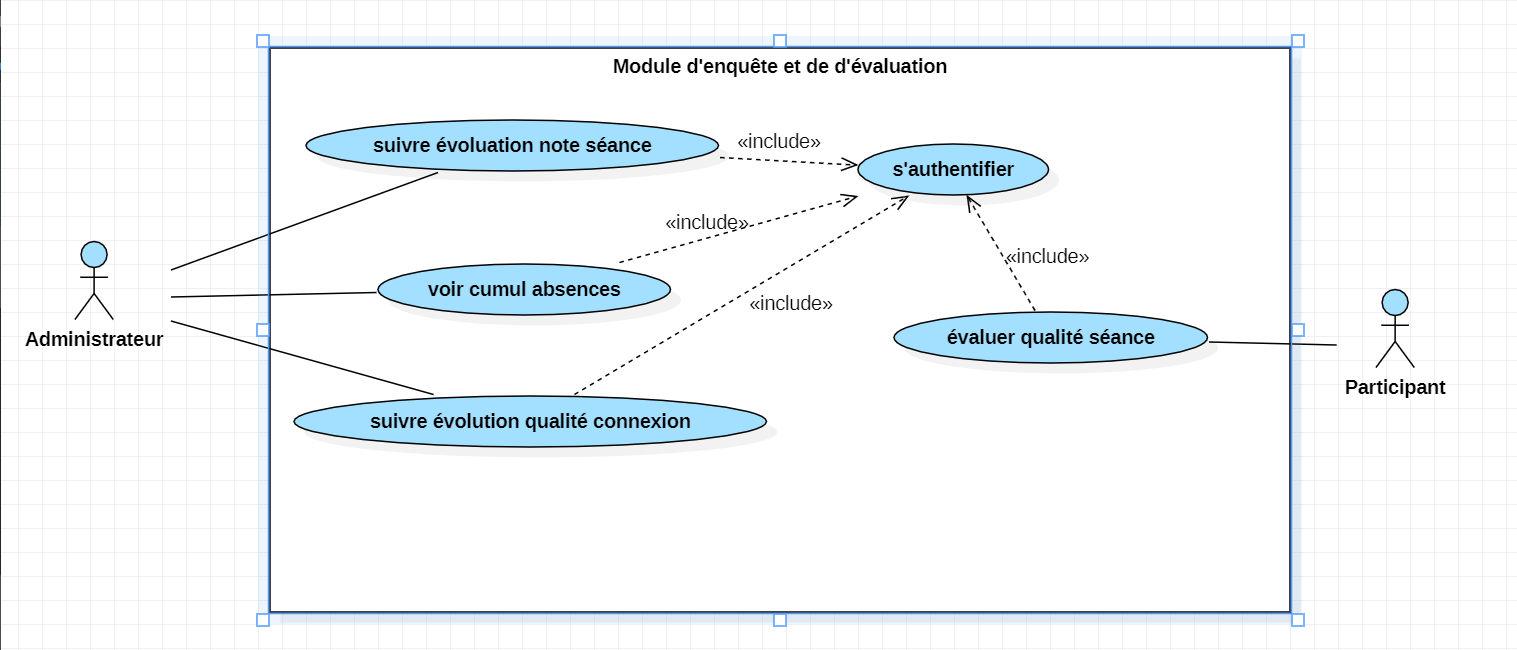 Module d'enquête et de d'évaluation
suivre évoluation note séance
«include»
s'authentifier
«include»
«include»
voir cumul absences
«include»
Administrateur
évaluer qualité séance
Participant
suivre évolution qualité connexion